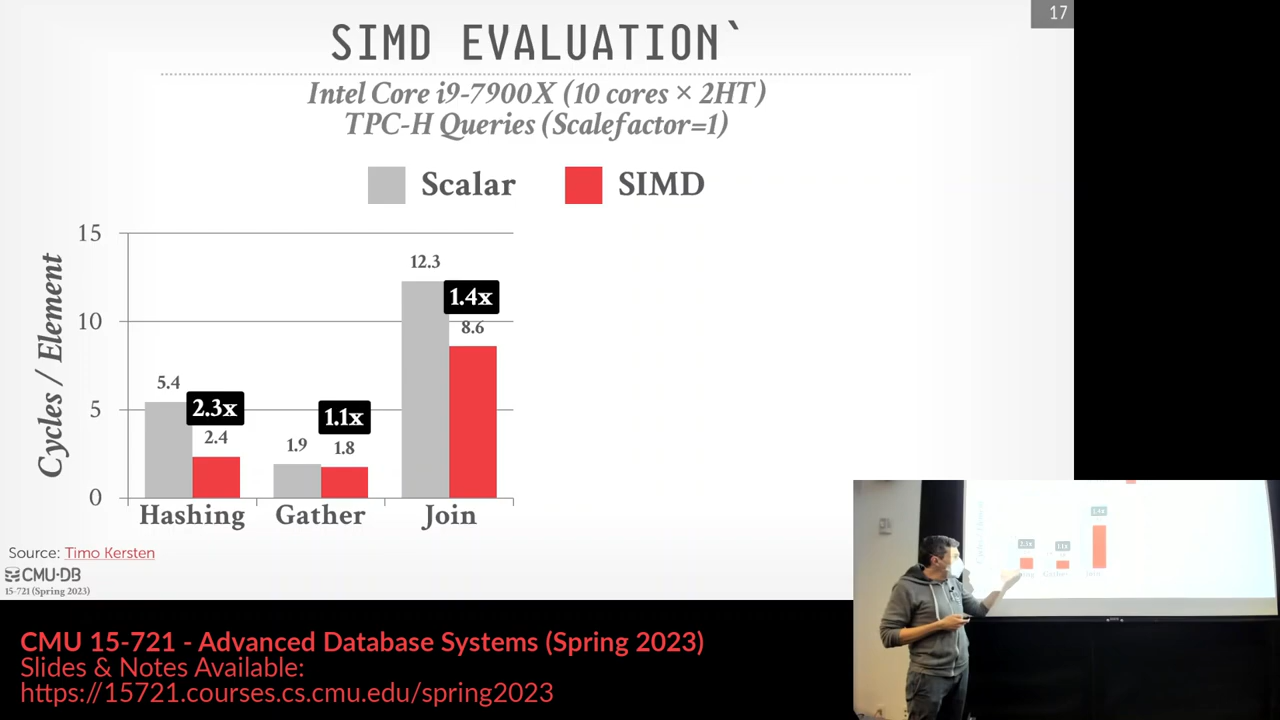 17
SIMD EVALUATION`
Intel Core i9-7900X (10 cores × 2HT)
TPC-H Queries (Scalefactor=1)
Scalar
SIMD
Cycles / Element
15
10
5
0
5.4
2.3x
2.4
1.9
1.1x
1.8
12.3
1.4x
8.6
Hashing
Gather
Join
Source: Timo Kersten
CMU·DB
15-721 (Spring 2023)
CMU 15-721 - Advanced Database Systems (Spring 2023)
Slides & Notes Available:
https://15721.courses.cs.cmu.edu/spring2023